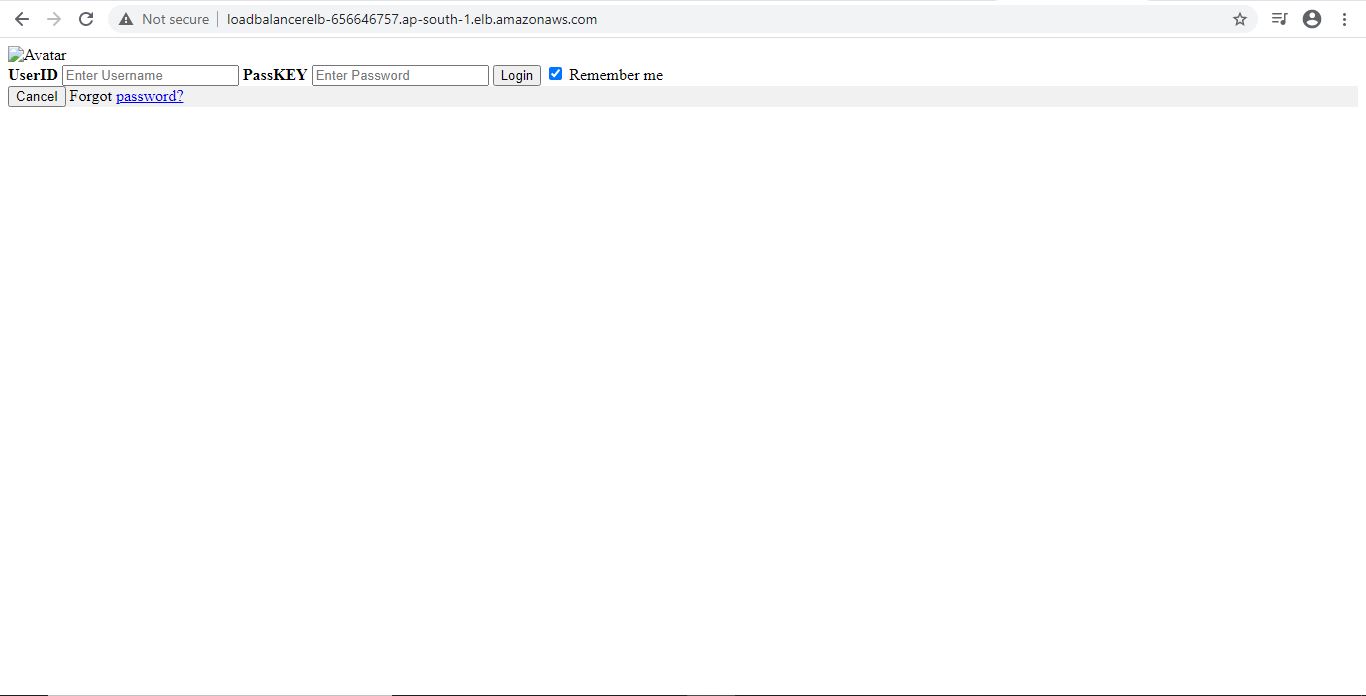 Not secure loadbalancerelb-656646757.ap-south-1.elb.amazonaws.com
Avatar
UserID Enter Username PassKEY Enter Password Login Remember me
Cancel Forgot password?